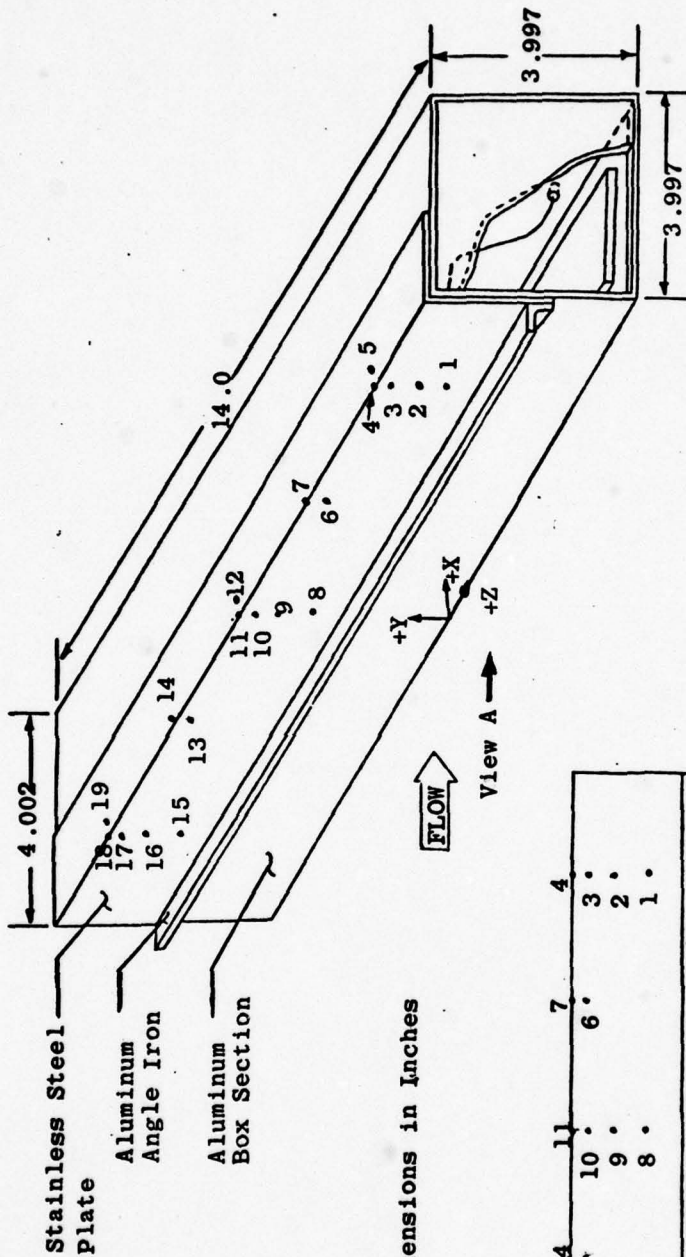 4.002
14.0
3.997
3.997
Stainless Steel
Plate
Aluminum
Angle Iron
Aluminum
Box Section
19
18
17
16
15
14
13
12
11
10
9
8
7
6
5
4
3
2
1
+Y
+X
+Z
FLOW
View A
ensions in Inches
4
11
7
4
10
9
8
6
3
2
1